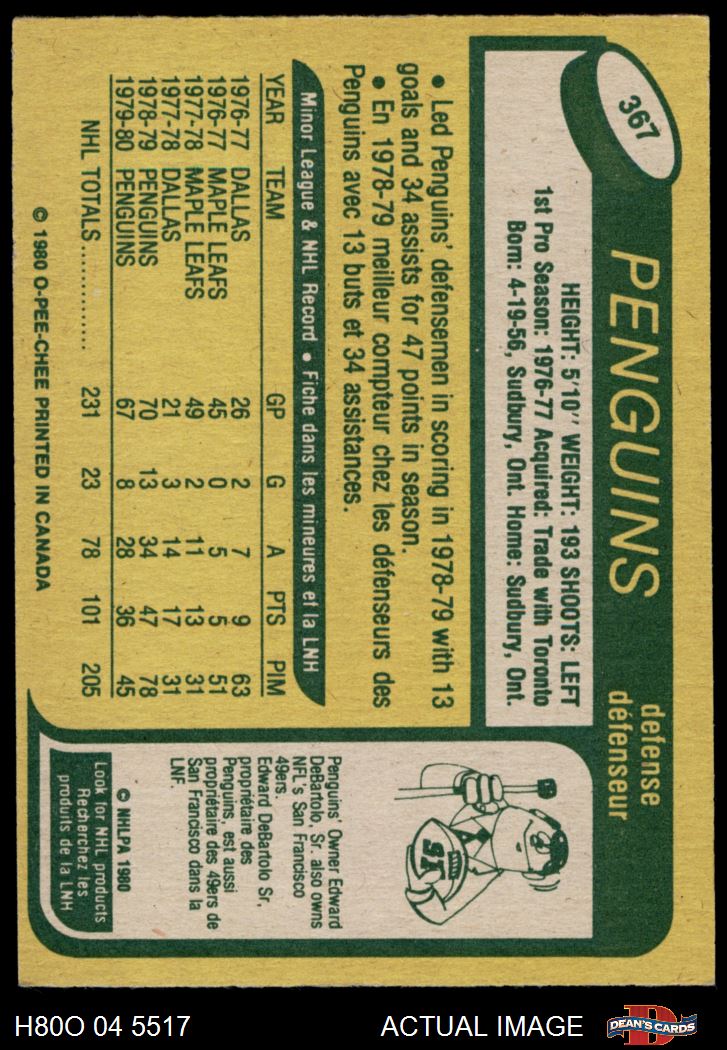 367
PENGUINS
defense
défenseur
HEIGHT: 5'10'' WEIGHT: 193 SHOOTS: LEFT
1st Pro Season: 1976-77 Acquired: Trade with Toronto
Born: 4-19-56, Sudbury, Ont. Home: Sudbury, Ont.
• Led Penguins' defensemen in scoring in 1978-79 with 13
goals and 34 assists for 47 points in season.
• En 1978-79 meilleur compteur chez les défenseurs des
Penguins avec 13 buts et 34 assistances.
Minor League & NHL Record • Fiche dans les mineures et la LNH
YEAR TEAM GP G A PTS PIM
1976-77 DALLAS 26 2 7 9 63
1976-77 MAPLE LEAFS 45 0 5 5 51
1977-78 MAPLE LEAFS 49 2 11 13 31
1977-78 DALLAS 21 3 14 17 31
1978-79 PENGUINS 70 13 34 47 78
1979-80 PENGUINS 67 8 28 36 45
NHL TOTALS.............. 231 23 78 101 205
© 1980 O-PEE-CHEE PRINTED IN CANADA
Penguins' Owner Edward
DeBartolo, Sr. also owns
NFL's San Francisco
49ers.
Edward DeBartolo Sr,
propriétaire des
Penguins, est aussi
propriétaire des 49ers de
San Francisco dans la
LNF.
© NHLPA 1980
Look for NHL products
Recherchez les
produits de la LNH
H80O 04 5517
ACTUAL IMAGE
D
DEAN'S CARDS